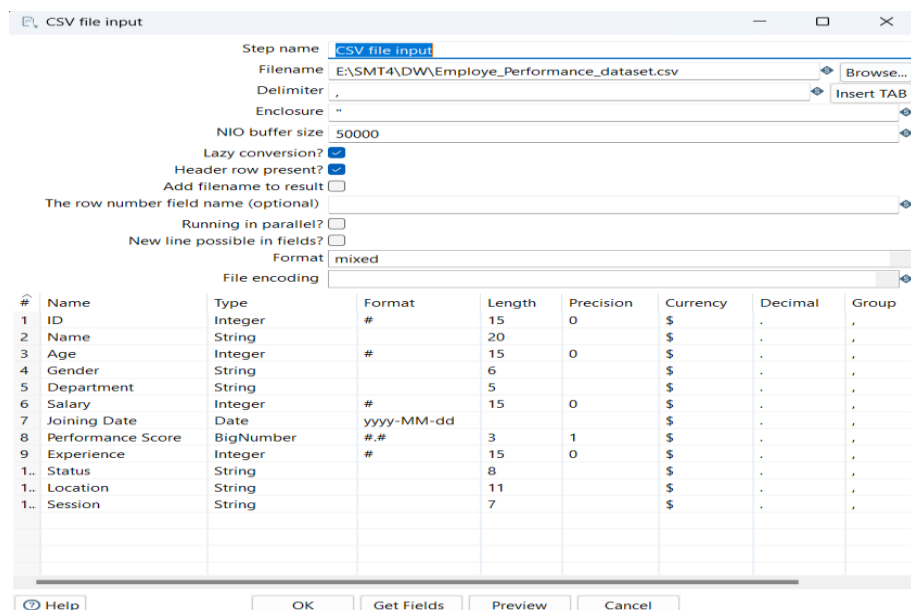 CSV file input
Step name CSV file input
Filename E:\SMT4\DW\Employe_Performance_dataset.csv Browse...
Delimiter , Insert TAB
Enclosure "
NIO buffer size 50000
Lazy conversion?
Header row present?
Add filename to result
The row number field name (optional)
Running in parallel?
New line possible in fields?
Format mixed
File encoding
# Name Type Format Length Precision Currency Decimal Group
1 ID Integer # 15 0 $ . ,
2 Name String 20 $ . ,
3 Age Integer # 15 0 $ . ,
4 Gender String 6 $ . ,
5 Department String 5 $ . ,
6 Salary Integer # 15 0 $ . ,
7 Joining Date Date yyyy-MM-dd $ . ,
8 Performance Score BigNumber #.# 3 1 $ . ,
9 Experience Integer # 15 0 $ . ,
1.. Status String 8 $ . ,
1.. Location String 11 $ . ,
1.. Session String 7 $ . ,
Help OK Get Fields Preview Cancel